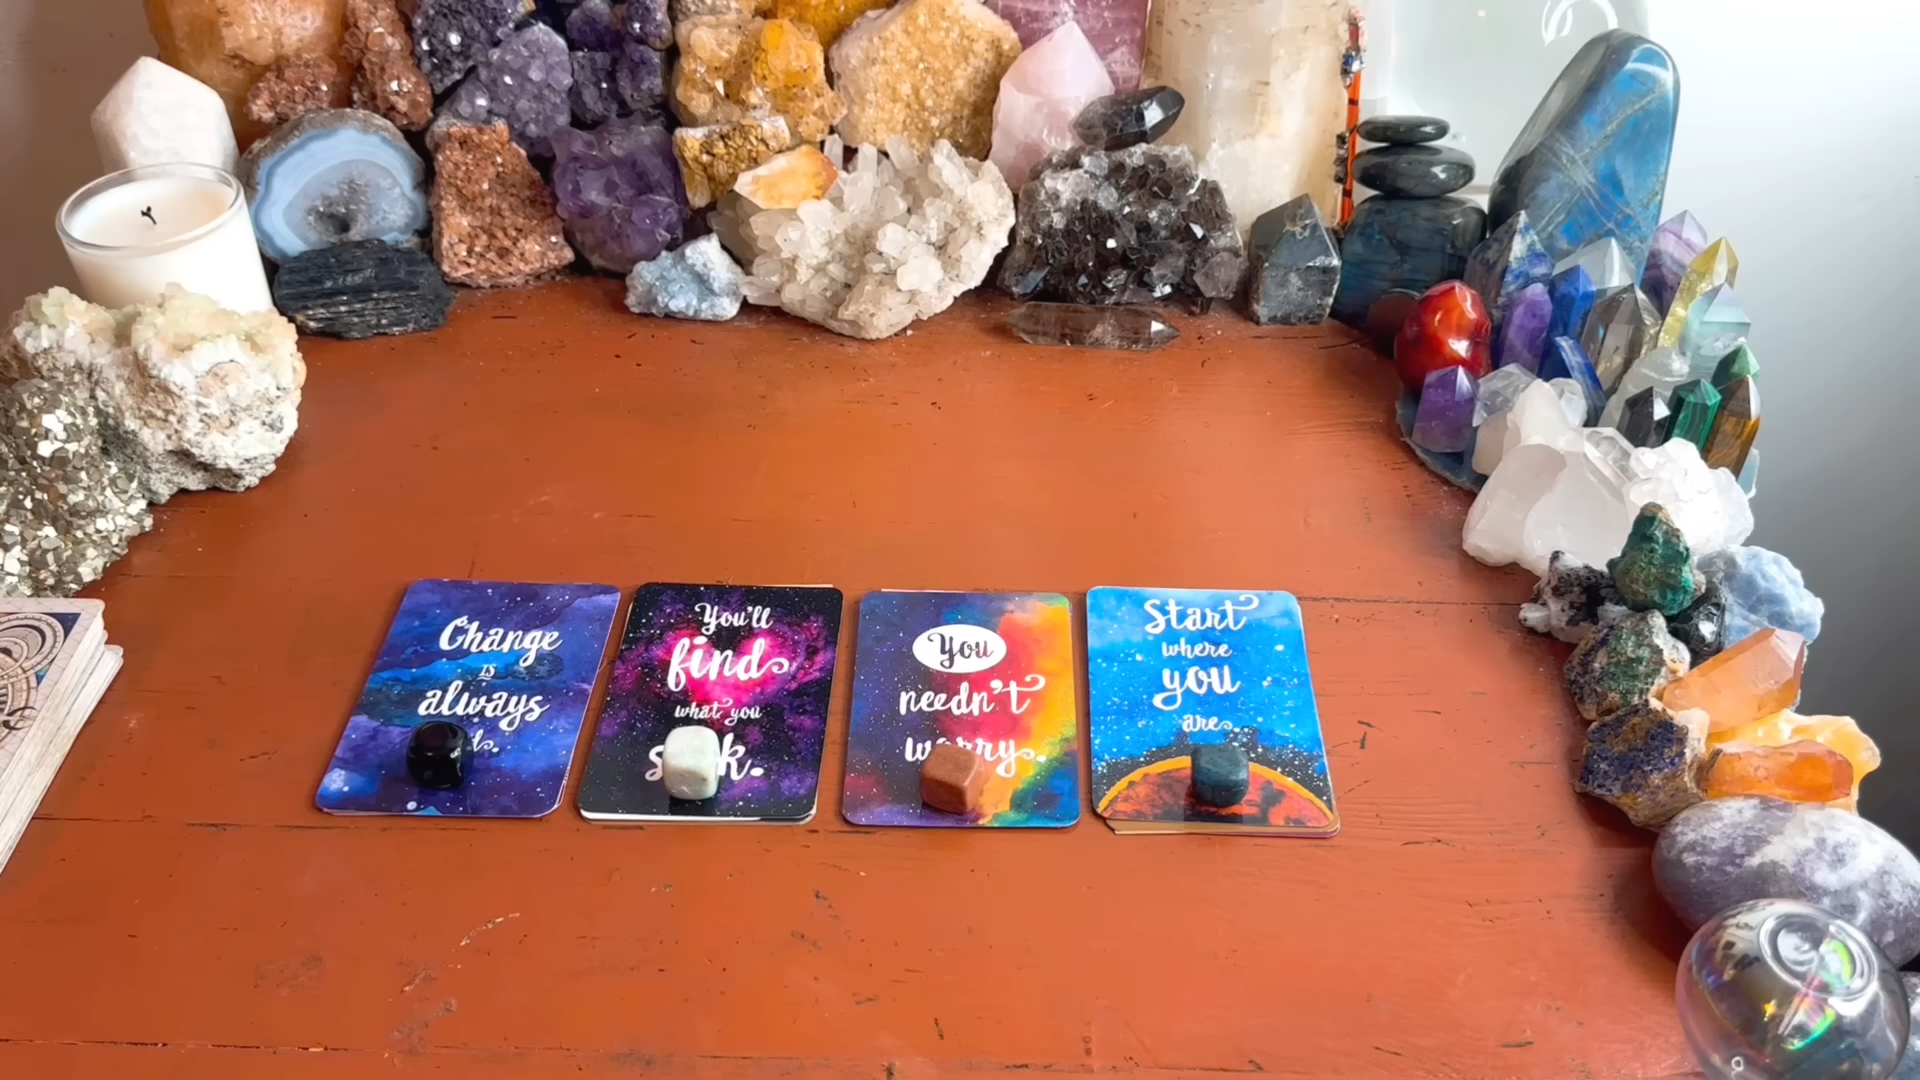 Change
is
always
You'll
find
what you
You
needn't
Start
where
you
are.